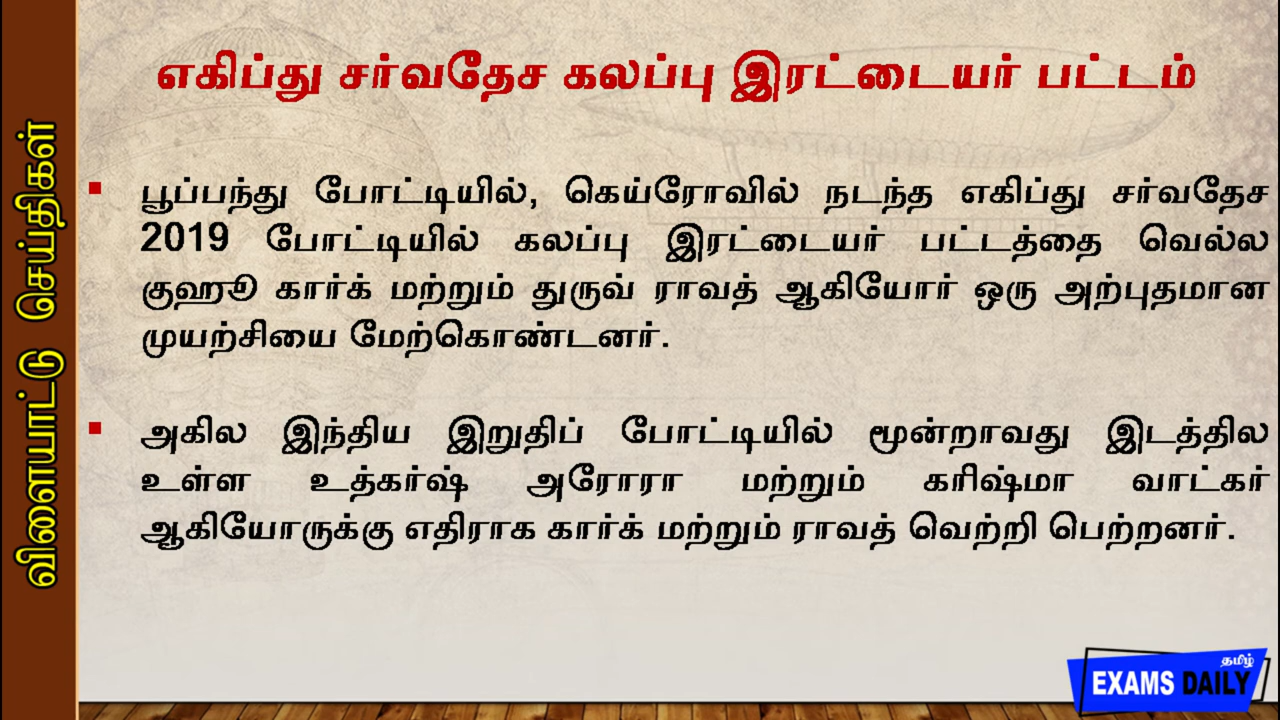 எகிப்து சர்வதேச கலப்பு இரட்டையர் பட்டம்
விளையாட்டு செய்திகள்
▪ பூப்பந்து போட்டியில், கெய்ரோவில் நடந்த எகிப்து சர்வதேச
2019 போட்டியில் கலப்பு இரட்டையர் பட்டத்தை வெல்ல
குஹூ கார்க் மற்றும் துருவ் ராவத் ஆகியோர் ஒரு அற்புதமான
முயற்சியை மேற்கொண்டனர்.
▪ அகில இந்திய இறுதிப் போட்டியில் மூன்றாவது இடத்தில
உள்ள உத்கர்ஷ் அரோரா மற்றும் கரிஷ்மா வாட்கர்
ஆகியோருக்கு எதிராக கார்க் மற்றும் ராவத் வெற்றி பெற்றனர்.
தமிழ்
EXAMS DAILY